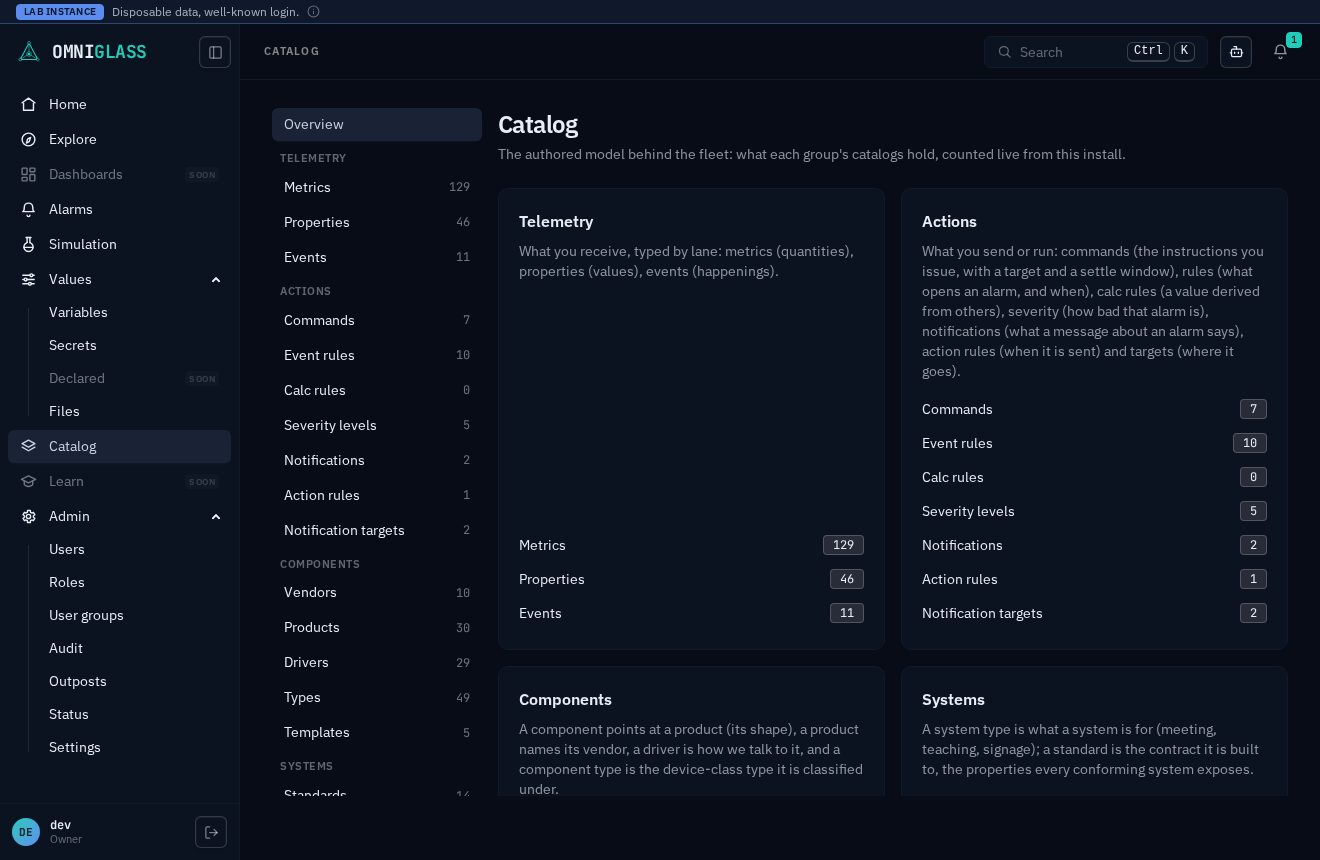 LAB INSTANCE Disposable data, well-known login.
OMNIGLASS
CATALOG
Search Ctrl K
1
Home
Explore
Dashboards SOON
Alarms
Simulation
Values
Variables
Secrets
Declared SOON
Files
Catalog
Learn SOON
Admin
Users
Roles
User groups
Audit
Outposts
Status
Settings
DE dev
Owner
Overview
TELEMETRY
Metrics 129
Properties 46
Events 11
ACTIONS
Commands 7
Event rules 10
Calc rules 0
Severity levels 5
Notifications 2
Action rules 1
Notification targets 2
COMPONENTS
Vendors 10
Products 30
Drivers 29
Types 49
Templates 5
SYSTEMS
Standards 14
Catalog
The authored model behind the fleet: what each group's catalogs hold, counted live from this install.
Telemetry
What you receive, typed by lane: metrics (quantities),
properties (values), events (happenings).
Metrics 129
Properties 46
Events 11
Actions
What you send or run: commands (the instructions you
issue, with a target and a settle window), rules (what
opens an alarm, and when), calc rules (a value derived
from others), severity (how bad that alarm is),
notifications (what a message about an alarm says),
action rules (when it is sent) and targets (where it
goes).
Commands 7
Event rules 10
Calc rules 0
Severity levels 5
Notifications 2
Action rules 1
Notification targets 2
Components
A component points at a product (its shape), a product
names its vendor, a driver is how we talk to it, and a
component type is the device-class type it is classified
under.
Systems
A system type is what a system is for (meeting,
teaching, signage); a standard is the contract it is built
to, the properties every conforming system exposes.